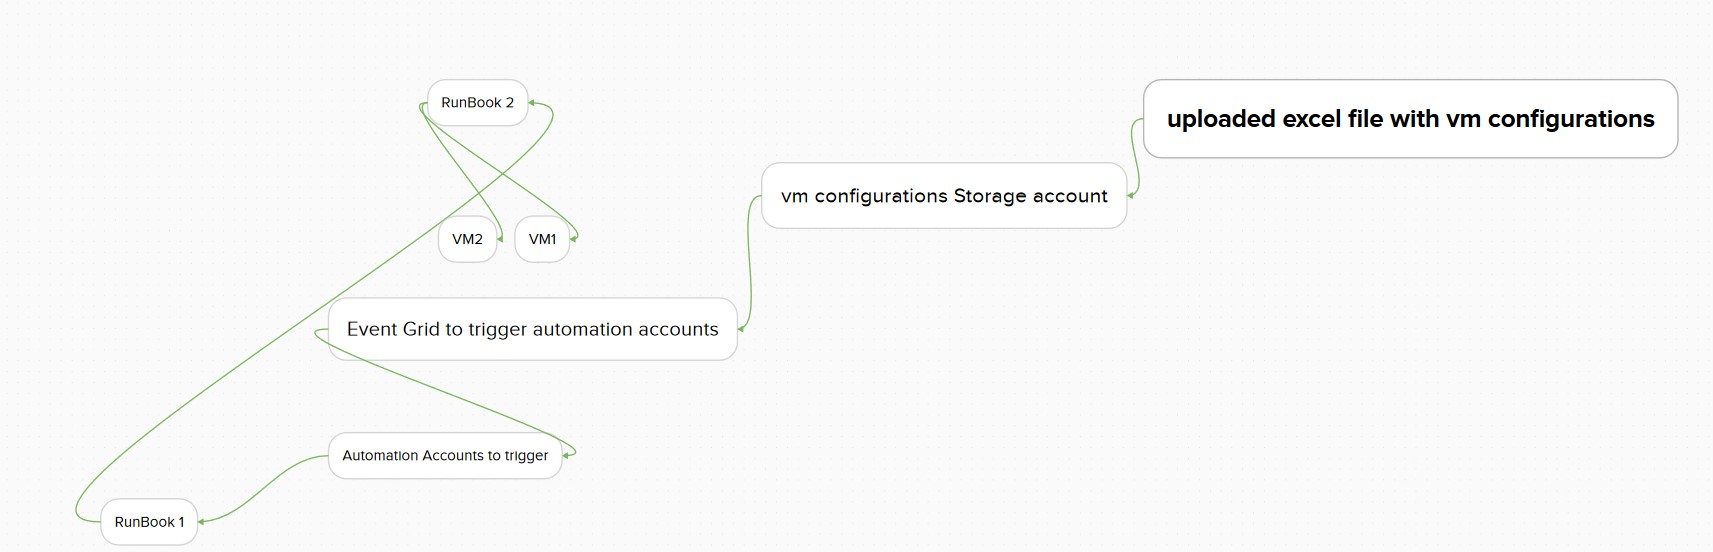 RunBook 2
uploaded excel file with vm configurations
vm configurations Storage account
VM2
VM1
Event Grid to trigger automation accounts
Automation Accounts to trigger
RunBook 1